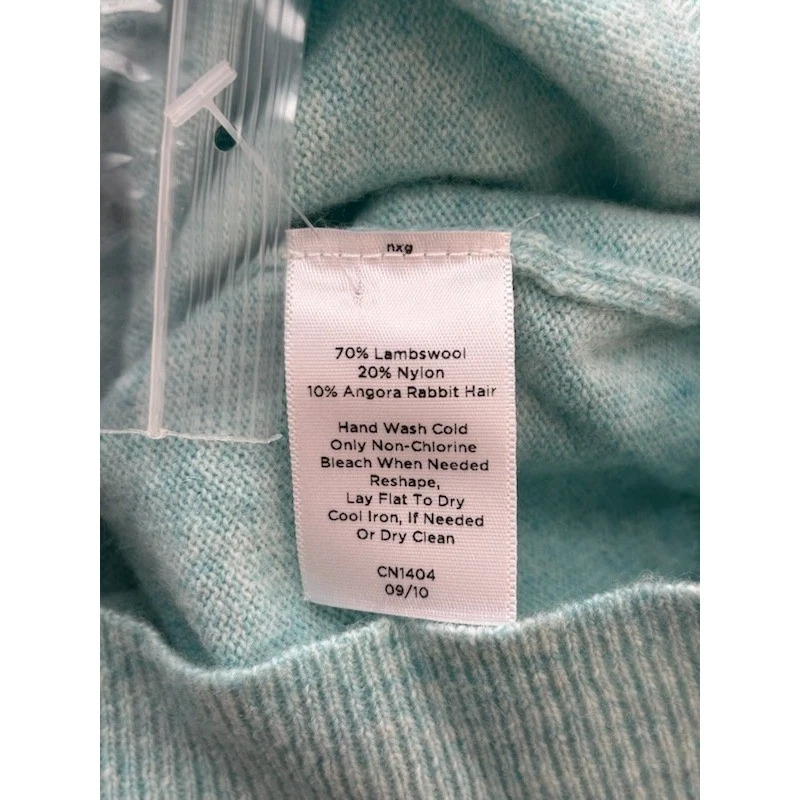 nxg
70% Lambswool
20% Nylon
10% Angora Rabbit Hair
Hand Wash Cold
Only Non-Chlorine
Bleach When Needed
Reshape,
Lay Flat To Dry
Cool Iron, If Needed
Or Dry Clean
CN1404
09/10